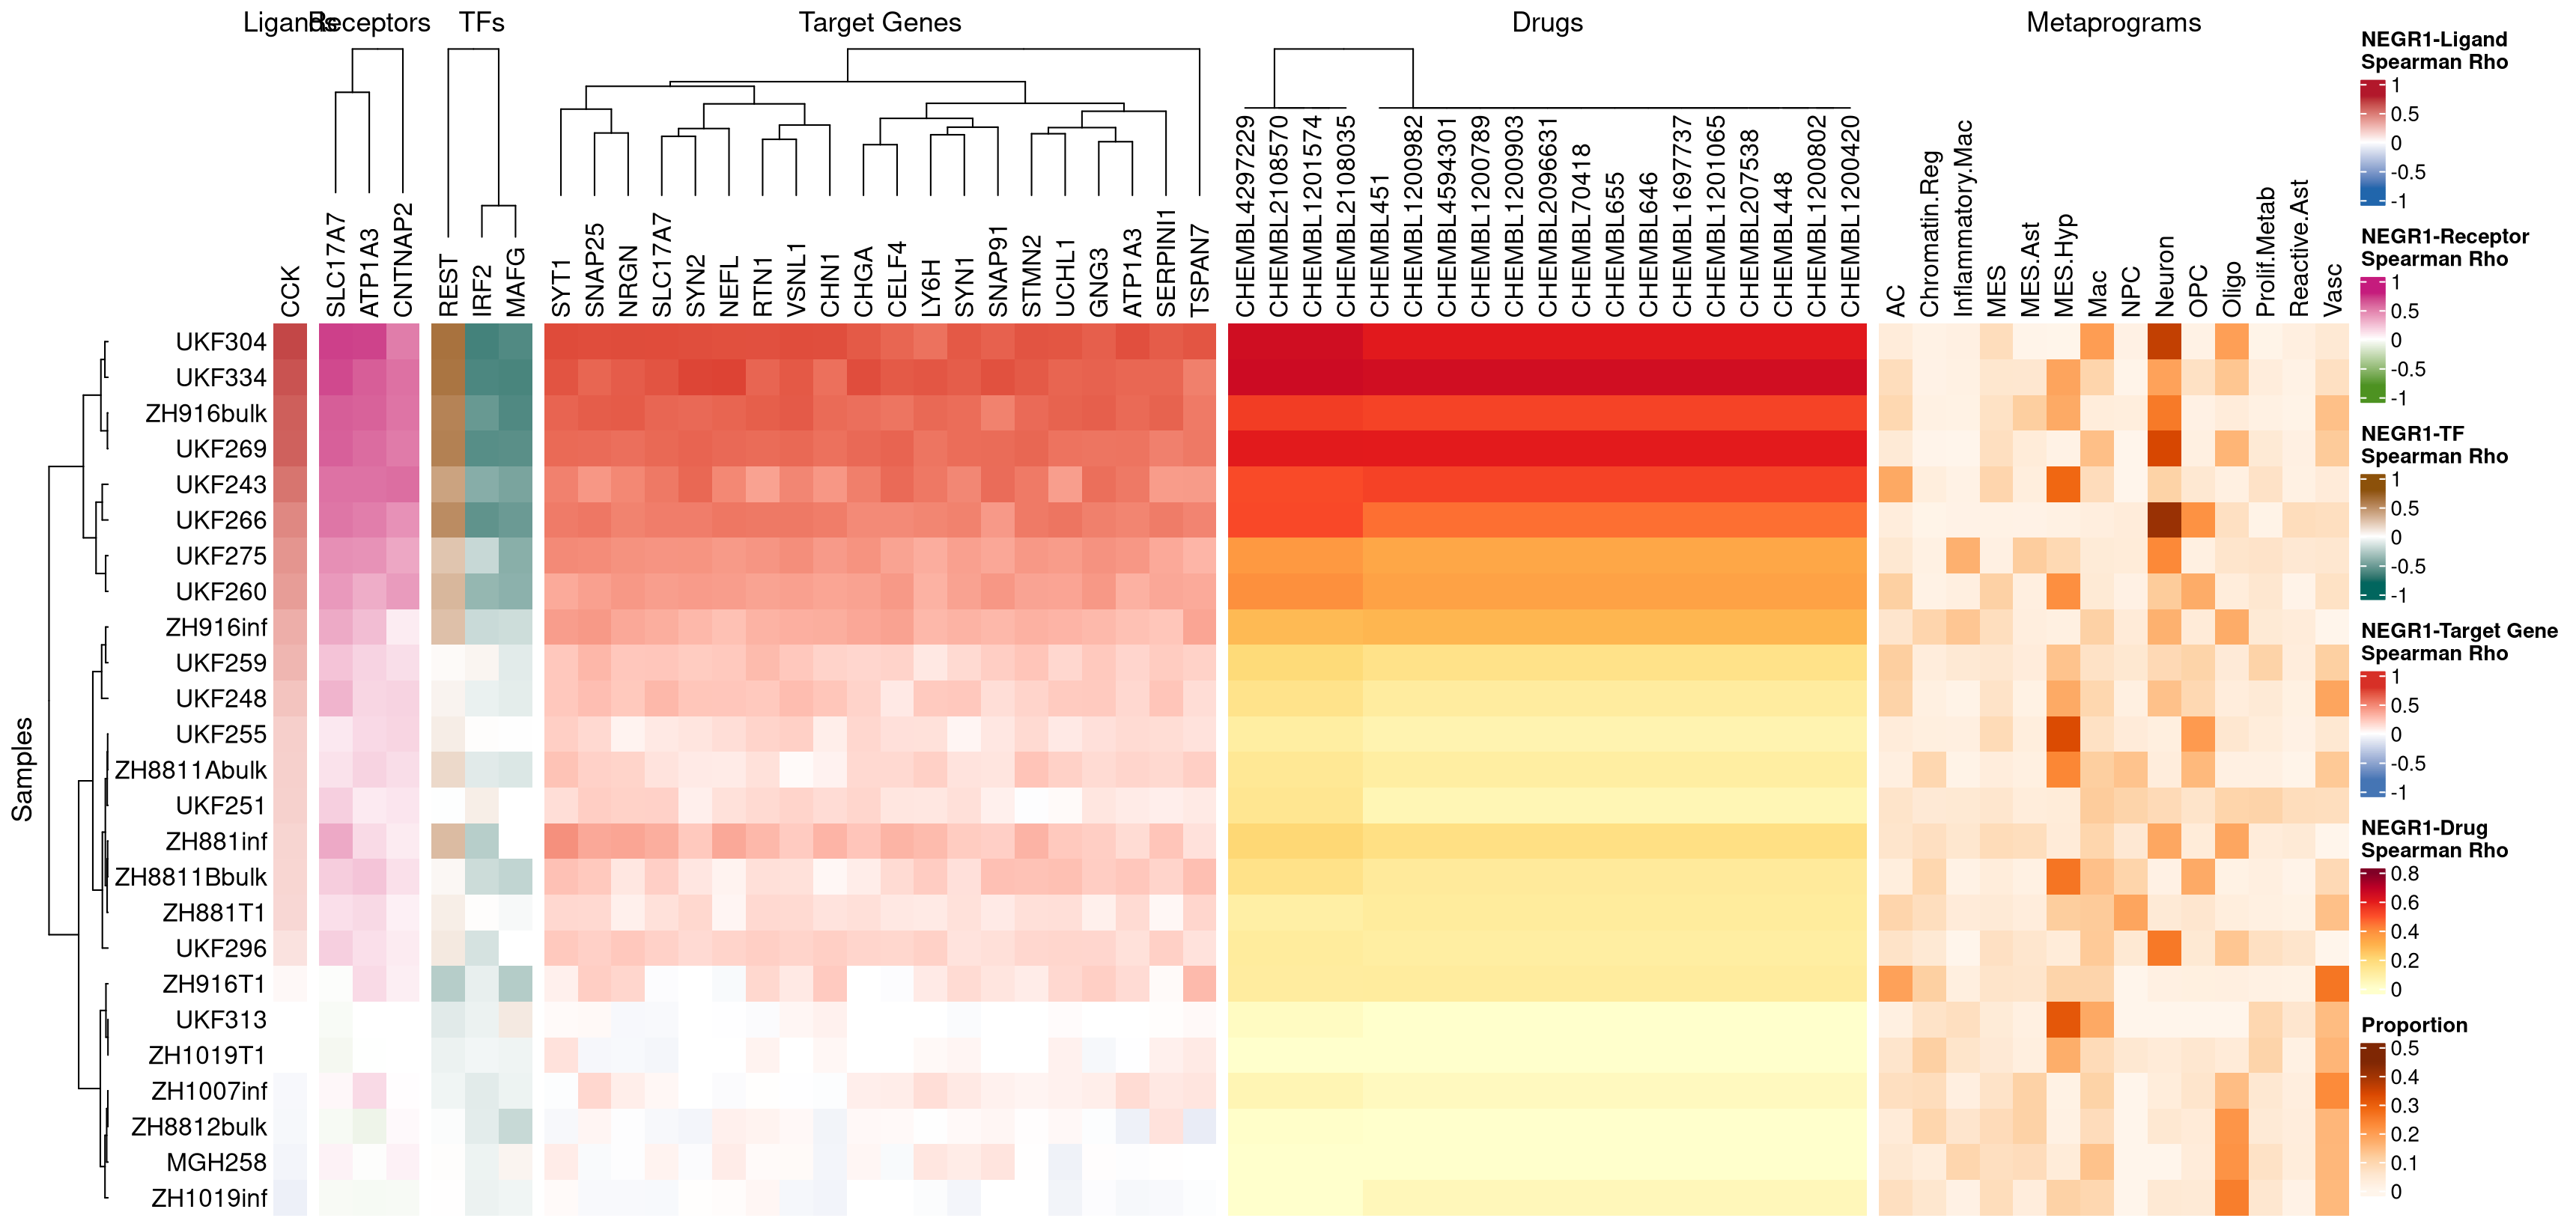 Ligands
Receptors
TFs
Target Genes
Drugs
Metaprograms
CCK
SLC17A7
ATP1A3
CNTNAP2
REST
IRF2
MAFG
SYT1
SNAP25
NRGN
SLC17A7
SYN2
NEFL
RTN1
VSNL1
CHN1
CHGA
CELF4
LY6H
SYN1
SNAP91
STMN2
UCHL1
GNG3
ATP1A3
SERPINI1
TSPAN7
CHEMBL4297229
CHEMBL2108570
CHEMBL1201574
CHEMBL2108035
CHEMBL451
CHEMBL1200982
CHEMBL4594301
CHEMBL1200789
CHEMBL1200903
CHEMBL2096631
CHEMBL70418
CHEMBL655
CHEMBL646
CHEMBL1697737
CHEMBL1201065
CHEMBL2075538
CHEMBL448
CHEMBL1200802
CHEMBL1200420
AC
Chromatin.Reg
Inflammatory.Mac
MES
MES.Ast
MES.Hyp
Mac
NPC
Neuron
OPC
Oligo
Prolif.Metab
Reactive.Ast
Vasc
Samples
UKF304
UKF334
ZH916bulk
UKF269
UKF243
UKF266
UKF275
UKF260
ZH916inf
UKF259
UKF248
UKF255
ZH8811Abulk
UKF251
ZH881inf
ZH8811Bbulk
ZH881T1
UKF296
ZH916T1
UKF313
ZH1019T1
ZH1007inf
ZH8812bulk
MGH258
ZH1019inf
NEGR1-Ligand
Spearman Rho
1
0.5
0
-0.5
-1
NEGR1-Receptor
Spearman Rho
1
0.5
0
-0.5
-1
NEGR1-TF
Spearman Rho
1
0.5
0
-0.5
-1
NEGR1-Target Gene
Spearman Rho
1
0.5
0
-0.5
-1
NEGR1-Drug
Spearman Rho
0.8
0.6
0.4
0.2
0
Proportion
0.5
0.4
0.3
0.2
0.1
0